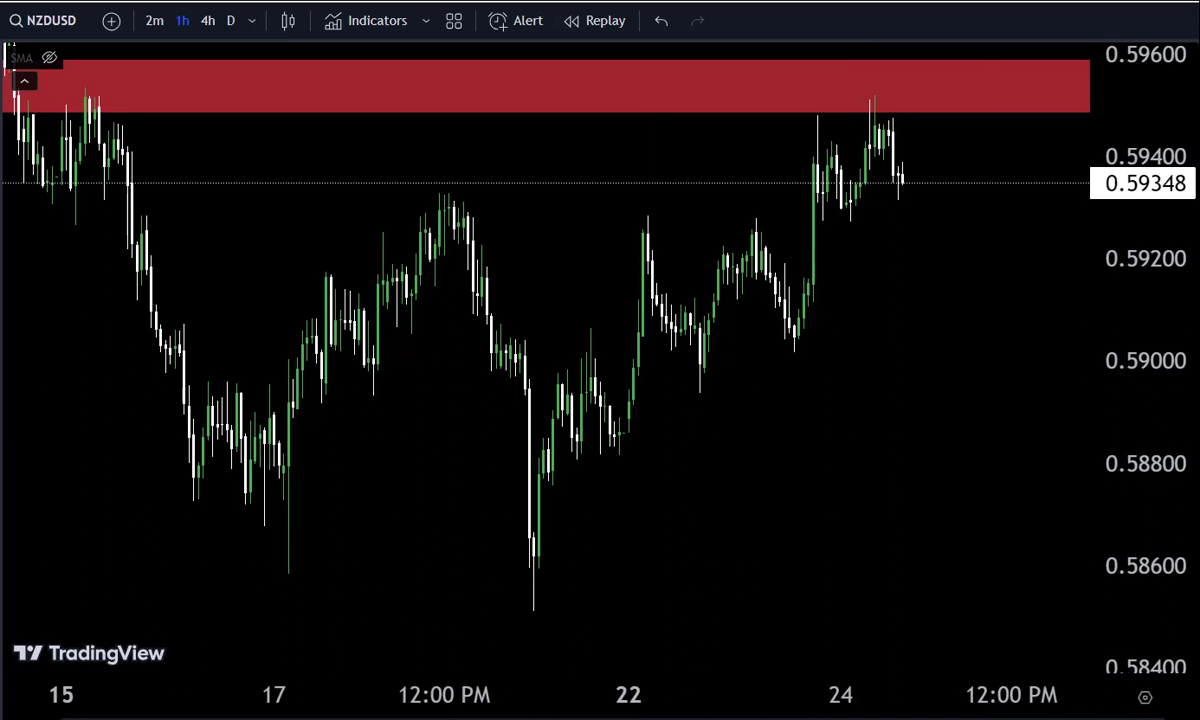 NZDUSD 2m 1h 4h D Indicators Alert Replay
SMA
0.59600
0.59400
0.59348
0.59200
0.59000
0.58800
0.58600
0.58400
TradingView
15 17 12:00 PM 22 24 12:00 PM